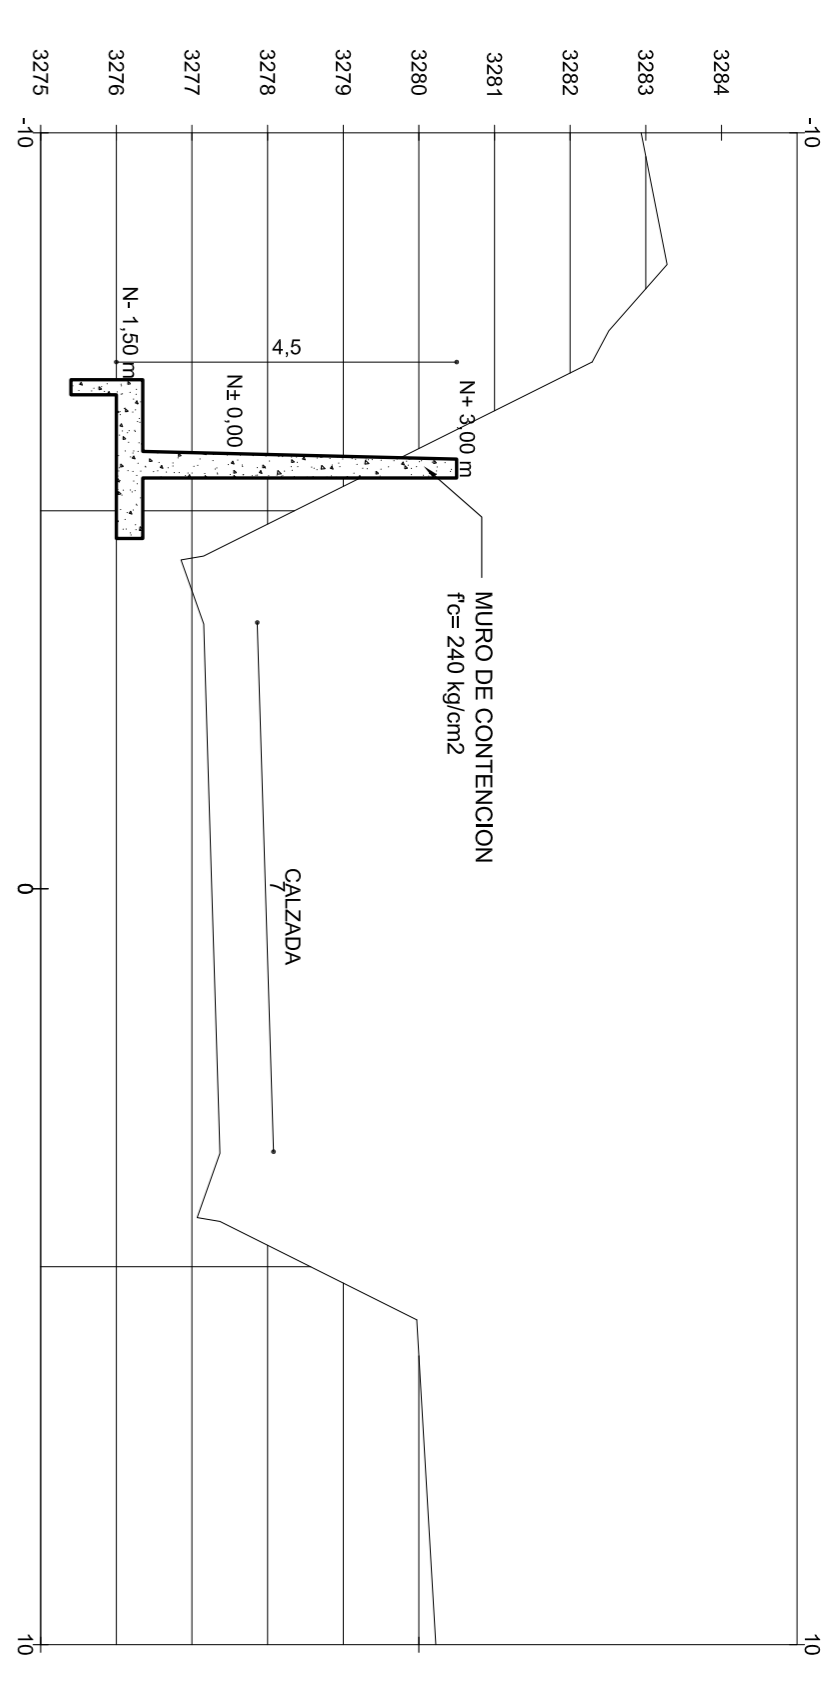 -10
-10
3284
3283
3282
3281
3280
3279
3278
3277
3276
3275
N+ 3,00 m
4,5
N± 0,00
N- 1,50 m
MURO DE CONTENCION
f'c= 240 kg/cm2
CALZADA
7
0
10
10